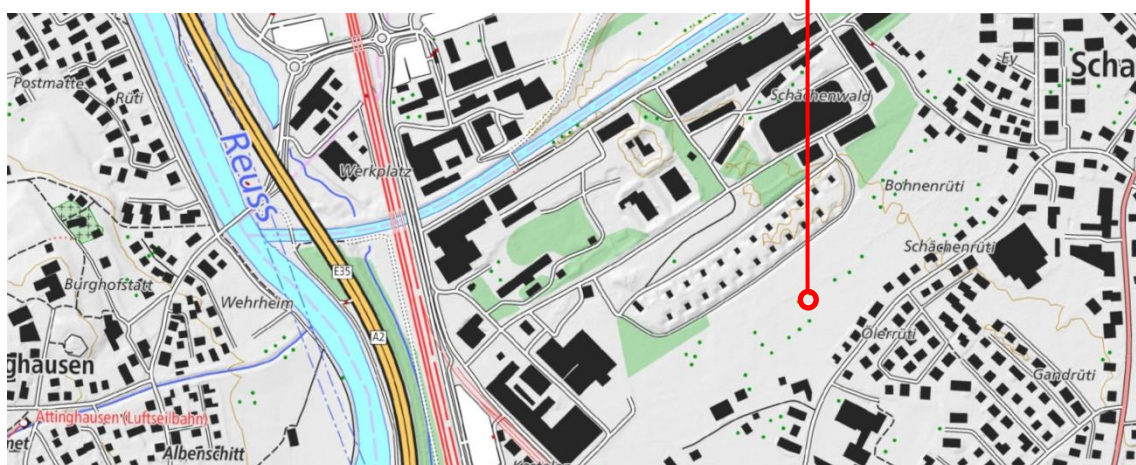 Scha
Ey
Postmatte
Rüti
Schächenwald
Reuss
Werkplatz
Bohnenrüti
Schächenrüti
E35
Burghofstatt
Wehrheim
A2
Olerrüti
ghausen
Gandrüti
Attinghausen (Luftseilbahn)
Albenschitt